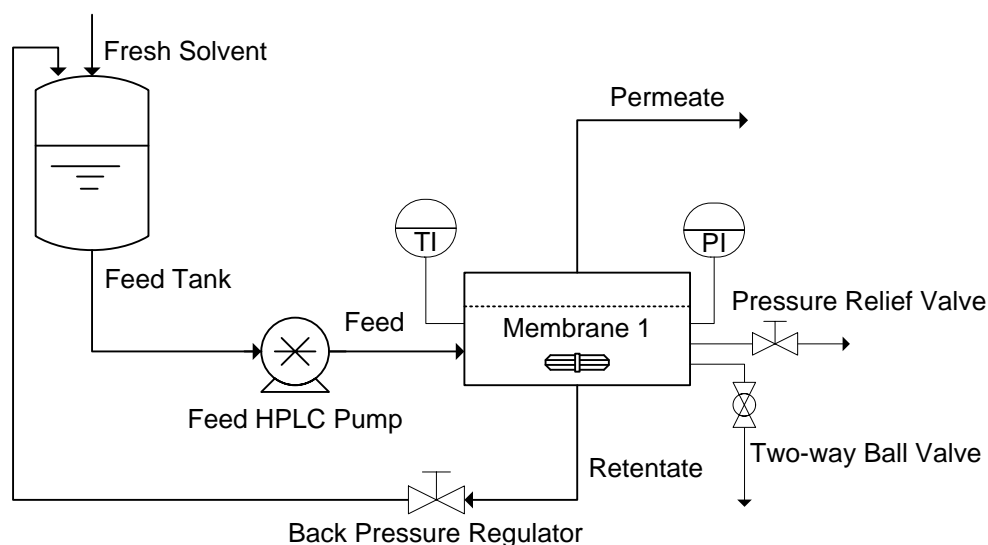 Fresh Solvent
Permeate
TI
PI
Feed Tank
Pressure Relief Valve
Feed
Membrane 1
Feed HPLC Pump
Two-way Ball Valve
Retentate
Back Pressure Regulator